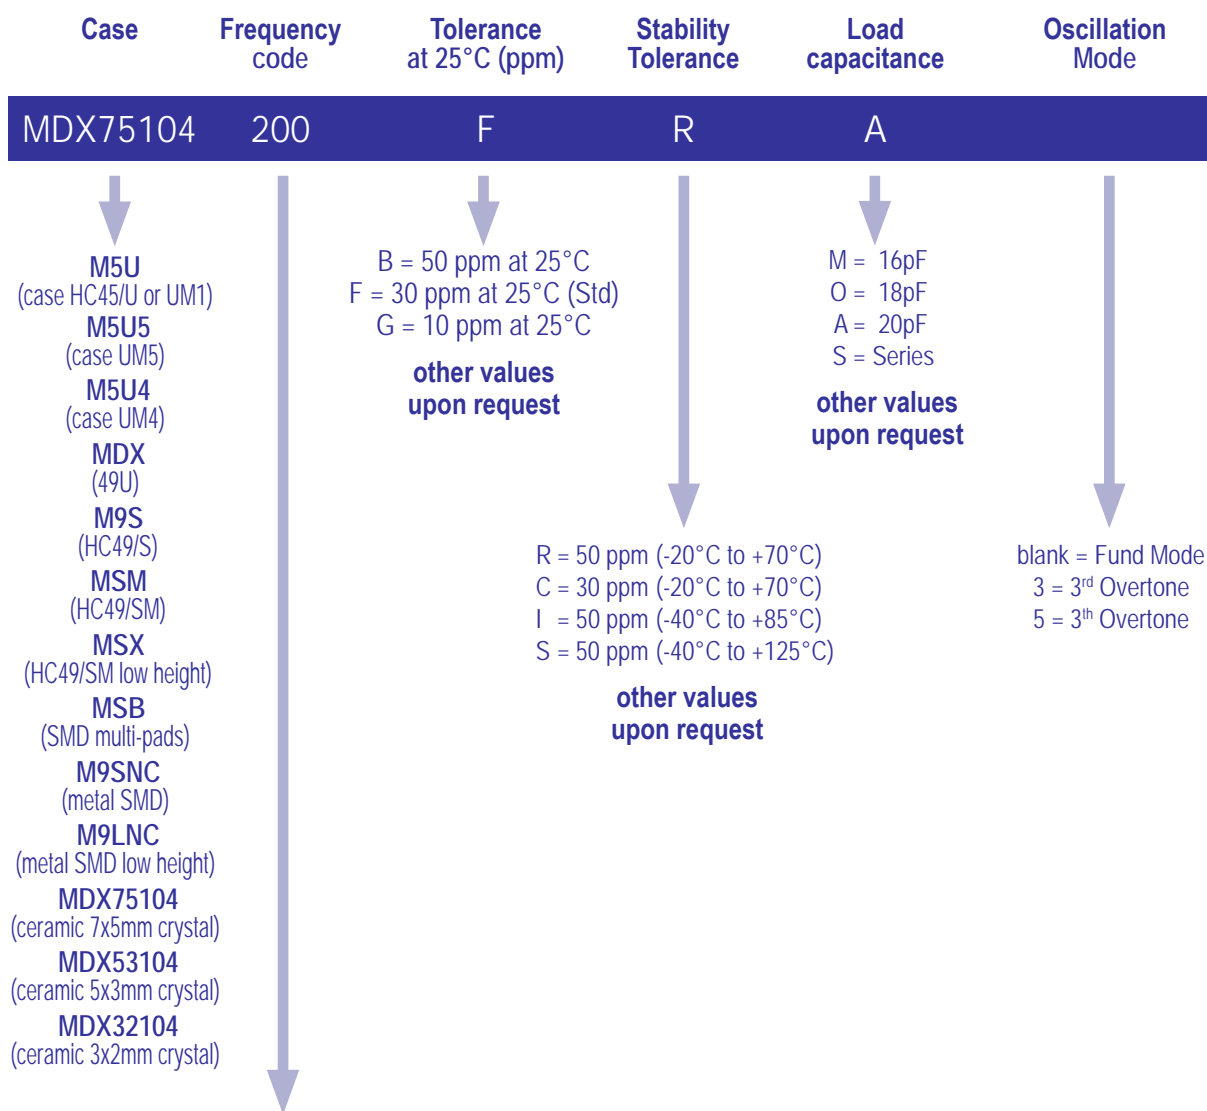 Case
Frequency
code
Tolerance
at 25°C (ppm)
Stability
Tolerance
Load
capacitance
Oscillation
Mode
MDX75104 200 F R A
M5U
(case HC45/U or UM1)
M5U5
(case UM5)
M5U4
(case UM4)
MDX
(49U)
M9S
(HC49/S)
MSM
(HC49/SM)
MSX
(HC49/SM low height)
MSB
(SMD multi-pads)
M9SNC
(metal SMD)
M9LNC
(metal SMD low height)
MDX75104
(ceramic 7x5mm crystal)
MDX53104
(ceramic 5x3mm crystal)
MDX32104
(ceramic 3x2mm crystal)
B = 50 ppm at 25°C
F = 30 ppm at 25°C (Std)
G = 10 ppm at 25°C
other values
upon request
R = 50 ppm (-20°C to +70°C)
C = 30 ppm (-20°C to +70°C)
I = 50 ppm (-40°C to +85°C)
S = 50 ppm (-40°C to +125°C)
other values
upon request
M = 16pF
O = 18pF
A = 20pF
S = Series
other values
upon request
blank = Fund Mode
3 = 3rd Overtone
5 = 3th Overtone